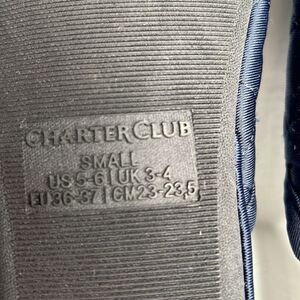 CHARTER CLUB
SMALL
US 5-6 | UK 3-4
EU 36-37 | CM 23-23,5